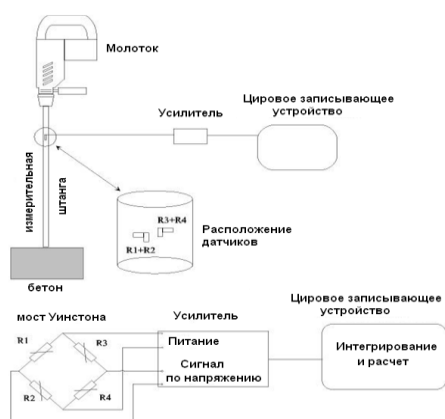 Молоток
Усилитель
Цировое записывающее
устройство
измерительная
штанга
R3+R4
R1+R2
Расположение
датчиков
бетон
мост Уинстона
Усилитель
Цировое записывающее
устройство
R1
R3
R2
R4
Питание
Сигнал
по напряжению
Интегрирование
и расчет